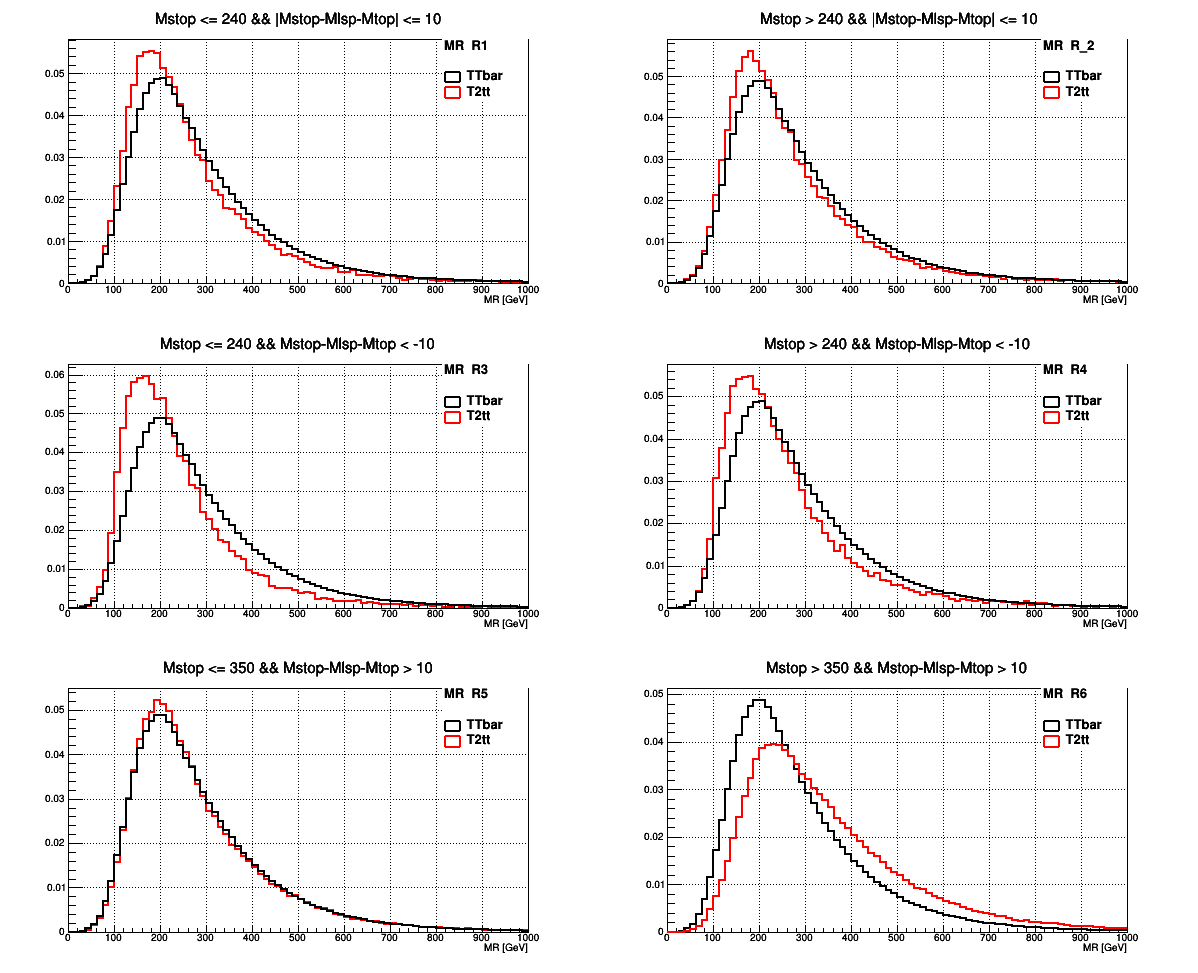 Mstop <= 240 && |Mstop-Mlsp-Mtop| <= 10
MR R1
TTbar
T2tt
0.05
0.04
0.03
0.02
0.01
0
0 100 200 300 400 500 600 700 800 900 1000
MR [GeV]
Mstop > 240 && |Mstop-Mlsp-Mtop| <= 10
MR R_2
TTbar
T2tt
0.05
0.04
0.03
0.02
0.01
0
0 100 200 300 400 500 600 700 800 900 1000
MR [GeV]
Mstop <= 240 && Mstop-Mlsp-Mtop < -10
MR R3
TTbar
T2tt
0.06
0.05
0.04
0.03
0.02
0.01
0
0 100 200 300 400 500 600 700 800 900 1000
MR [GeV]
Mstop > 240 && Mstop-Mlsp-Mtop < -10
MR R4
TTbar
T2tt
0.05
0.04
0.03
0.02
0.01
0
0 100 200 300 400 500 600 700 800 900 1000
MR [GeV]
Mstop <= 350 && Mstop-Mlsp-Mtop > 10
MR R5
TTbar
T2tt
0.05
0.04
0.03
0.02
0.01
0
0 100 200 300 400 500 600 700 800 900 1000
MR [GeV]
Mstop > 350 && Mstop-Mlsp-Mtop > 10
MR R6
TTbar
T2tt
0.05
0.04
0.03
0.02
0.01
0
0 100 200 300 400 500 600 700 800 900 1000
MR [GeV]